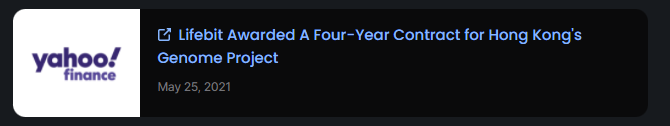 yahoo!
finance
Lifebit Awarded A Four-Year Contract for Hong Kong's
Genome Project
May 25, 2021